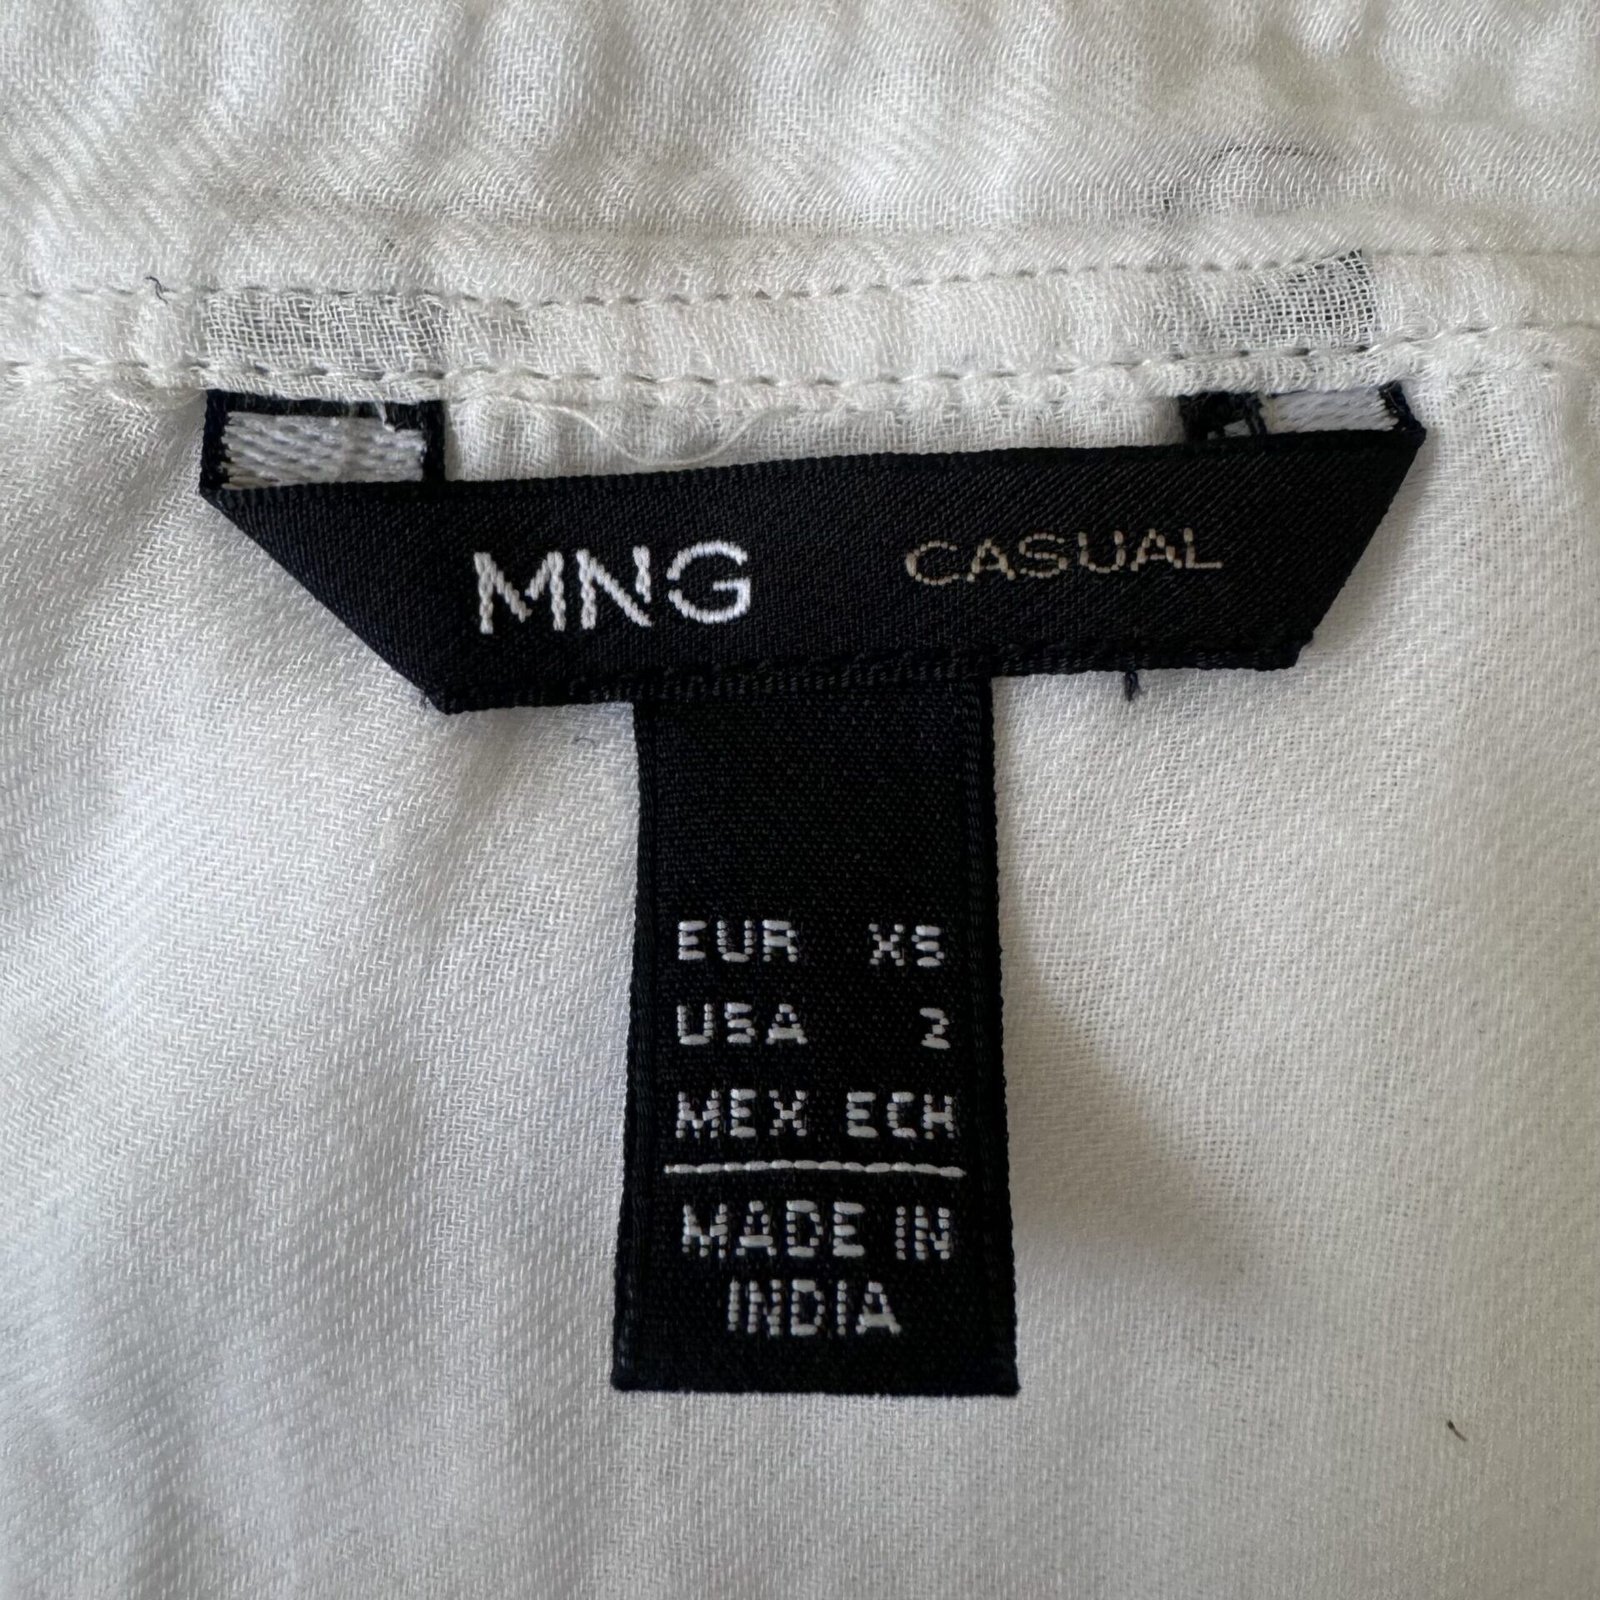 MNG CASUAL
EUR XS
USA 2
MEX ECH
MADE IN
INDIA